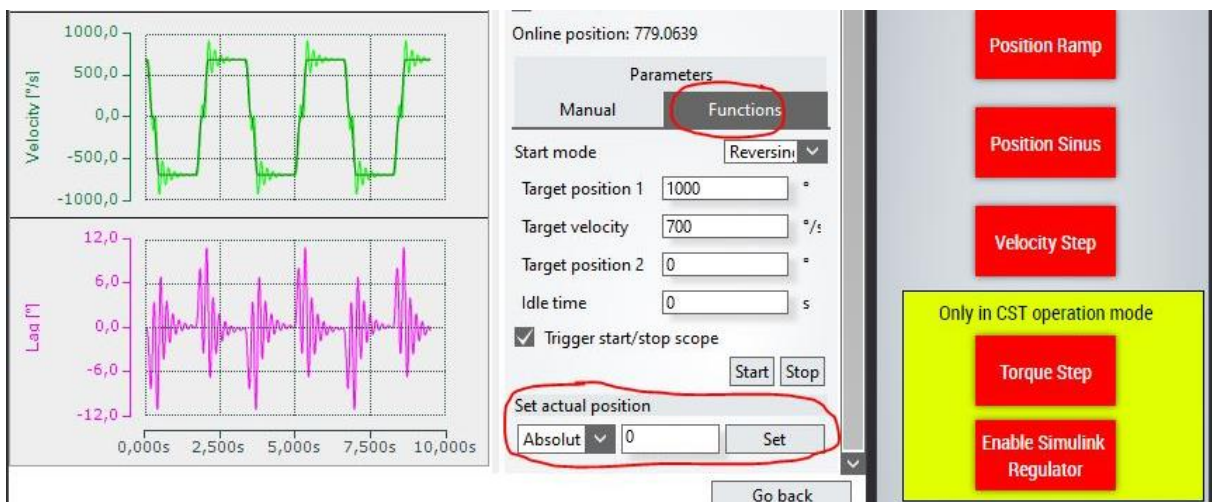 1000,0
500,0
0,0
-500,0
-1000,0
Velocity [°/s]
12,0
6,0
0,0
-6,0
-12,0
Lag [°]
0,000s 2,500s 5,000s 7,500s 10,000s
Online position: 779.0639
Parameters
Manual Functions
Start mode Reversin
Target position 1 1000 °
Target velocity 700 °/s
Target position 2 0 °
Idle time 0 s
Trigger start/stop scope
Start Stop
Set actual position
Absolut 0 Set
Go back
Position Ramp
Position Sinus
Velocity Step
Only in CST operation mode
Torque Step
Enable Simulink
Regulator